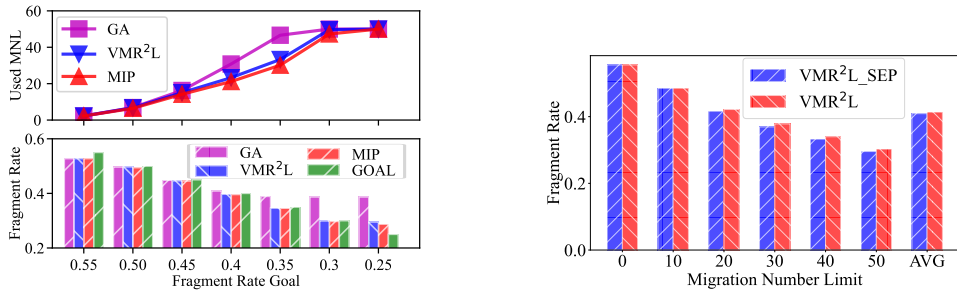 60
40
20
0
Used MNL
GA
VMR²L
MIP
0.6
0.4
0.2
Fragment Rate
GA
MIP
VMR²L
GOAL
0.55 0.50 0.45 0.4 0.35 0.3 0.25
Fragment Rate Goal
0.4
0.2
0.0
Fragment Rate
VMR²L_SEP
VMR²L
0 10 20 30 40 50 AVG
Migration Number Limit